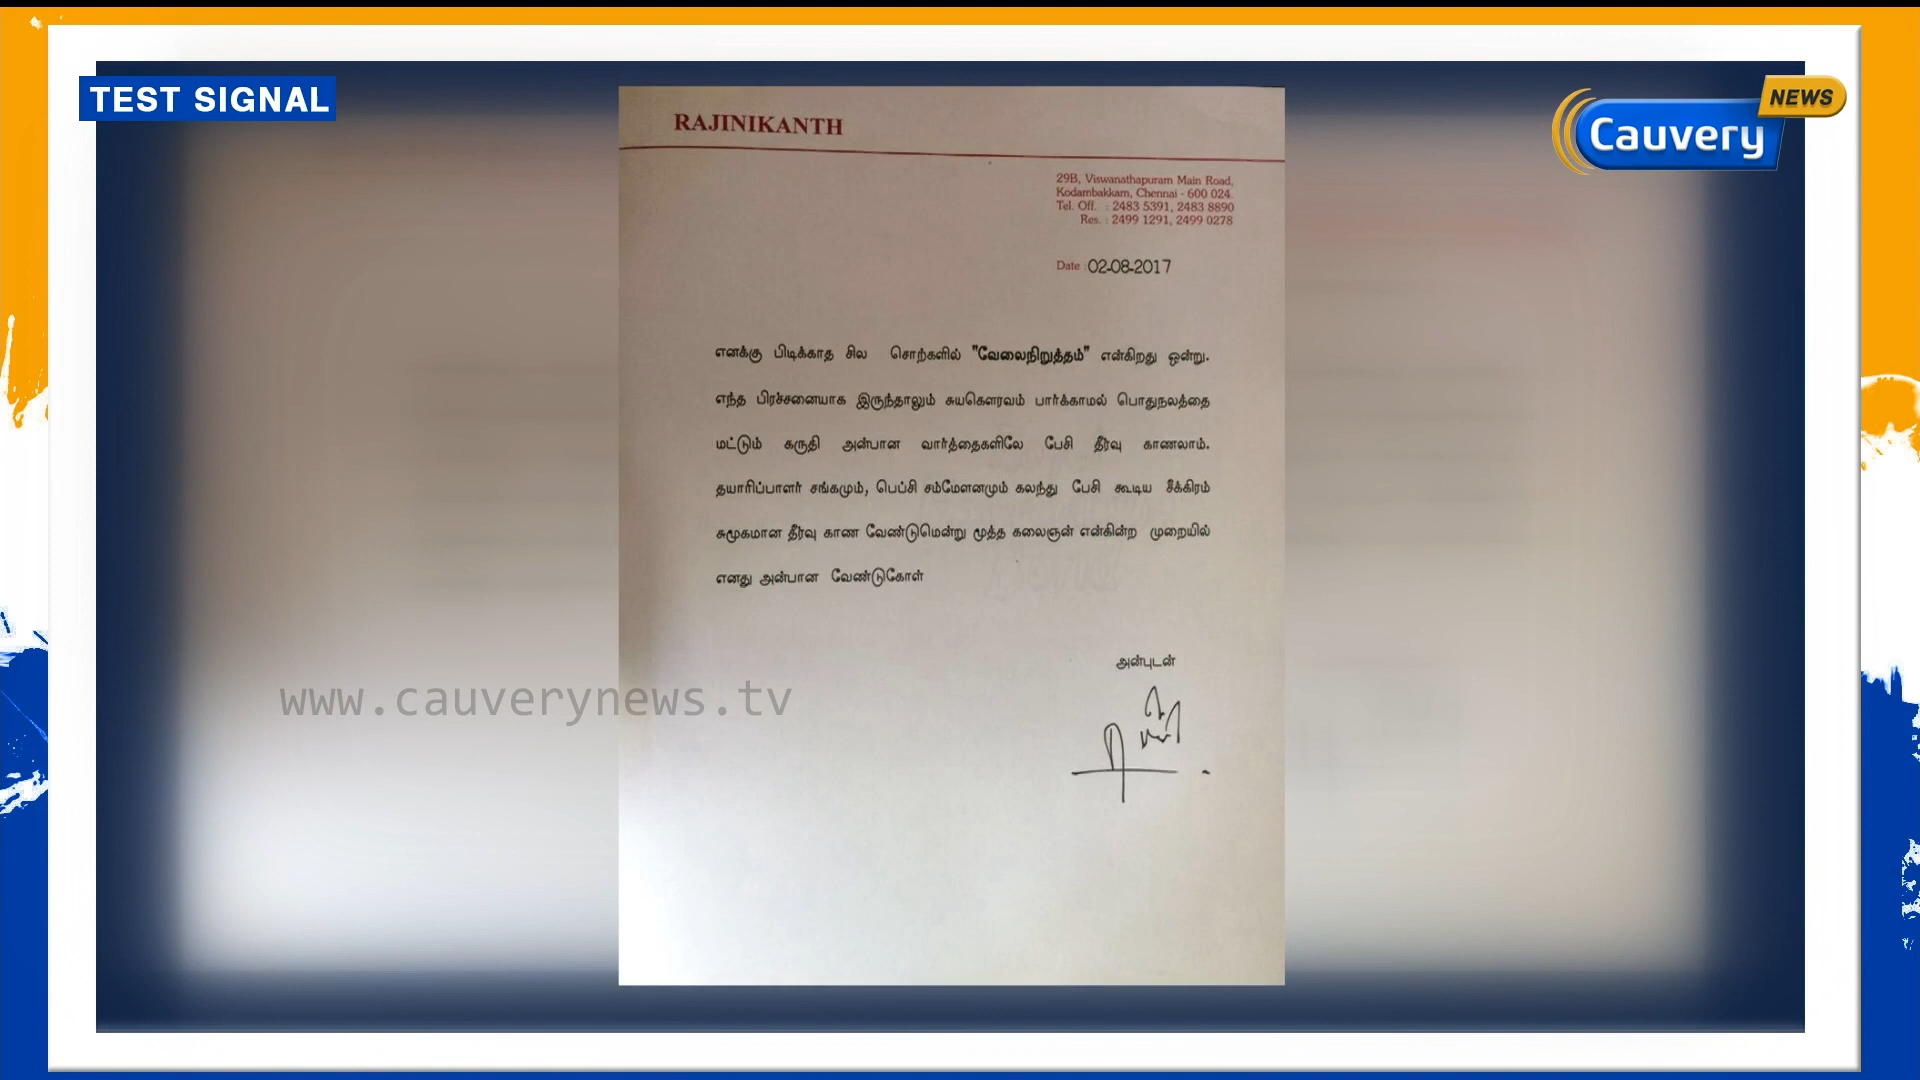 TEST SIGNAL
Cauvery NEWS
RAJINIKANTH
29B, Viswanathapuram Main Road,
Kodambakkam, Chennai - 600 024.
Tel. Off. : 2483 5391, 2483 8890
Res. : 2499 1291, 2499 0278
Date : 02-08-2017
எனக்கு பிடிக்காத சில சொற்களில் "வேலைநிறுத்தம்" என்கிறது ஒன்று.
எந்த பிரச்சனையாக இருந்தாலும் சுயகௌரவம் பார்க்காமல் பொதுநலத்தை
மட்டும் கருதி அன்பான வார்த்தைகளிலே பேசி தீர்வு காணலாம்.
தயாரிப்பாளர் சங்கமும், பெப்சி சம்மேளனமும் கலந்து பேசி கூடிய சீக்கிரம்
சுமூகமான தீர்வு காண வேண்டுமென்று மூத்த கலைஞன் என்கின்ற முறையில்
எனது அன்பான வேண்டுகோள்
அன்புடன்
www.cauverynews.tv